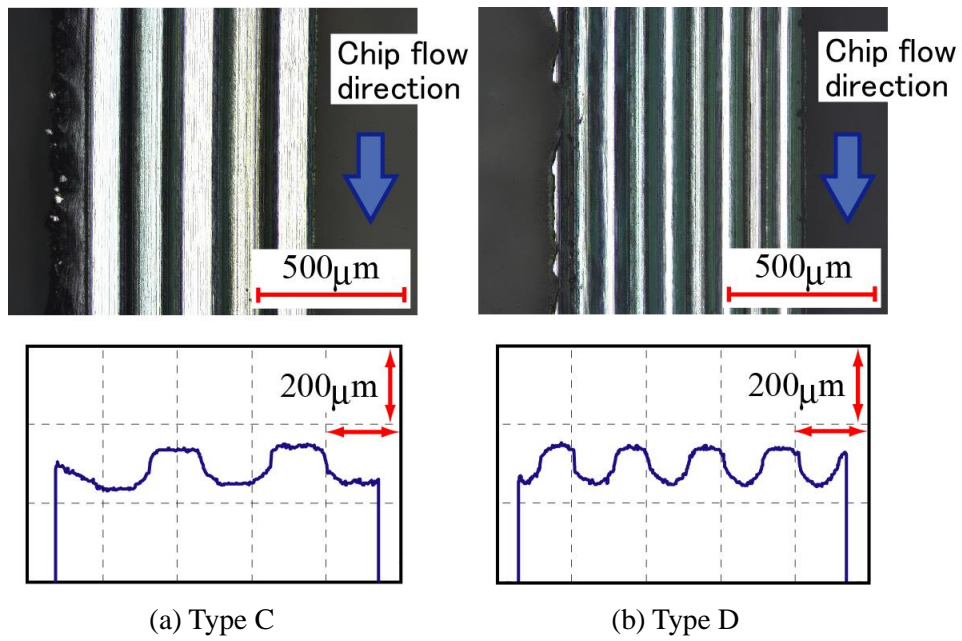 Chip flow
direction
500μm
Chip flow
direction
500μm
200μm
200μm
(a) Type C
(b) Type D